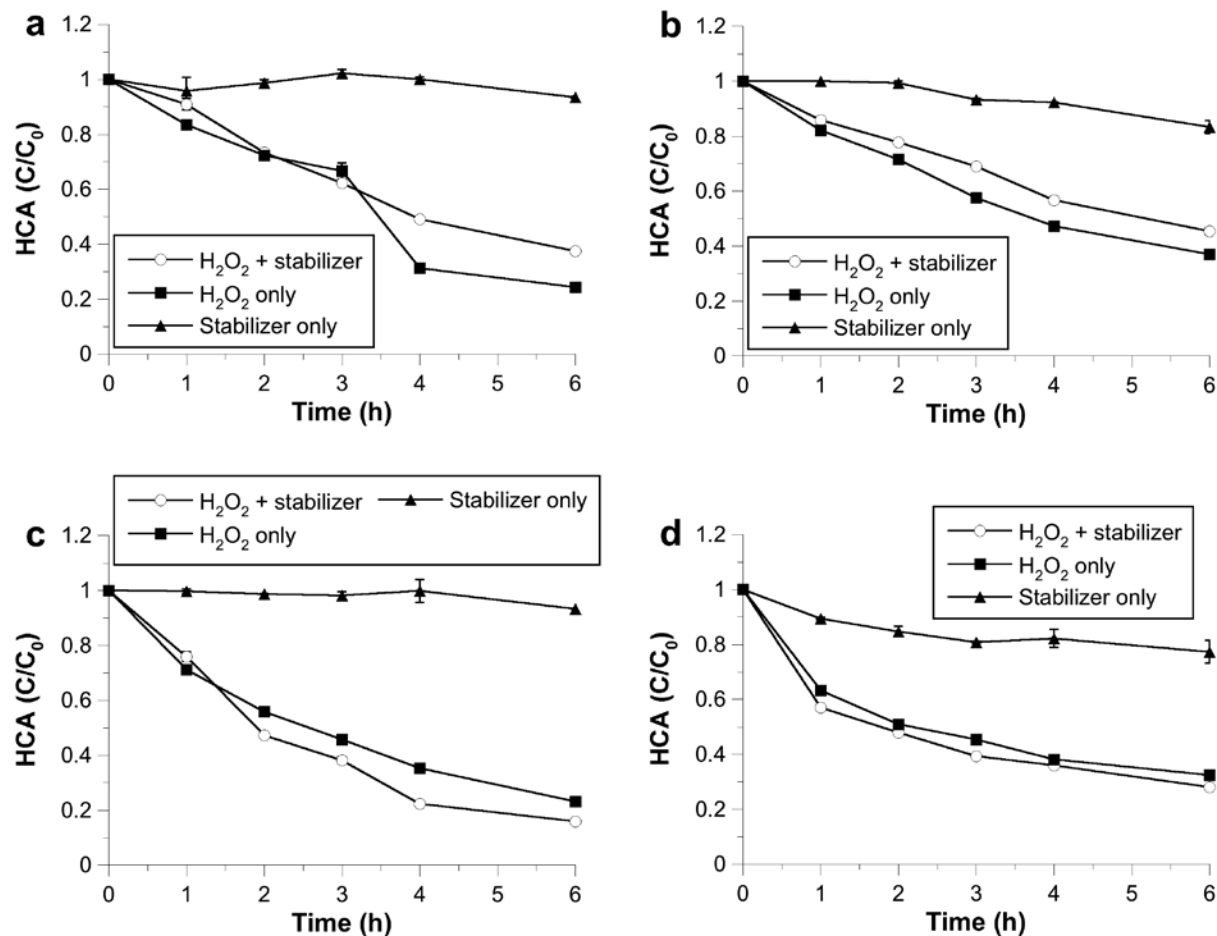 a
1.2
1
0.8
0.6
0.4
0.2
0
HCA (C/C₀)
H₂O₂ + stabilizer
H₂O₂ only
Stabilizer only
0 1 2 3 4 5 6
Time (h)
b
1.2
1
0.8
0.6
0.4
0.2
0
HCA (C/C₀)
H₂O₂ + stabilizer
H₂O₂ only
Stabilizer only
0 1 2 3 4 5 6
Time (h)
c
H₂O₂ + stabilizer Stabilizer only
H₂O₂ only
1.2
1
0.8
0.6
0.4
0.2
0
HCA (C/C₀)
0 1 2 3 4 5 6
Time (h)
d
H₂O₂ + stabilizer
H₂O₂ only
Stabilizer only
1.2
1
0.8
0.6
0.4
0.2
0
HCA (C/C₀)
0 1 2 3 4 5 6
Time (h)